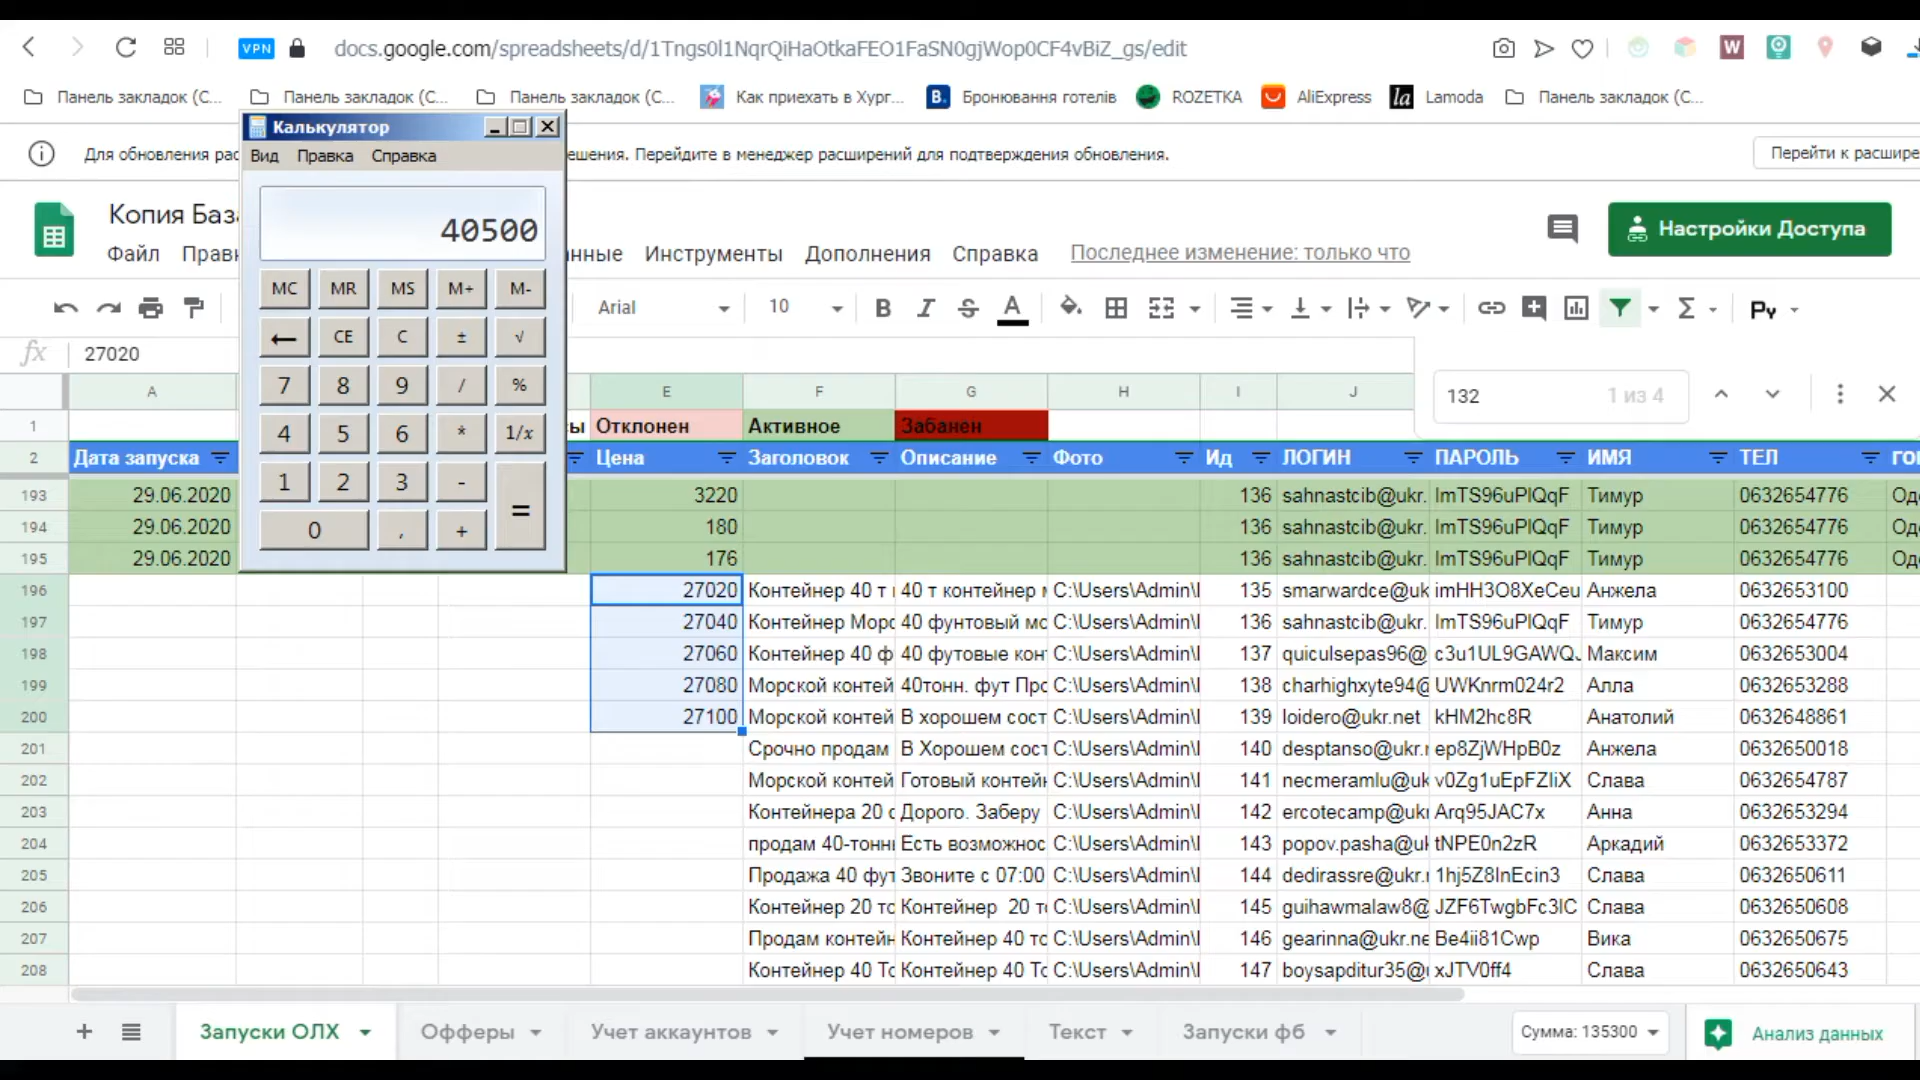 VPN docs.google.com/spreadsheets/d/1Tngs0l1NqrQiHaOtkaFEO1FaSN0gjWop0CF4vBiZ_gs/edit
Панель закладок (С... Панель закладок (С... Панель закладок (С... Как приехать в Хург... B. Бронювання готелів ROZETKA AliExpress la Lamoda Панель закладок (С...
Калькулятор
Вид Правка Справка
Для обновления рас ешения. Перейдите в менеджер расширений для подтверждения обновления. Перейти к расшире
40500
Копия База
Файл Правк нные Инструменты Дополнения Справка Последнее изменение: только что
Настройки Доступа
MC MR MS M+ M-
Arial 10 B I S A Σ Ру
← CE C ± √
fx 27020
7 8 9 / %
4 5 6 * 1/x
1 2 3 - =
0 , +
132 1 из 4
A E F G H I J
1 ы Отклонен Активное Забанен
2 Дата запуска Цена Заголовок Описание Фото Ид ЛОГИН ПАРОЛЬ ИМЯ ТЕЛ
193 29.06.2020 3220 136 sahnastcib@ukr. ImTS96uPlQqF Тимур 0632654776
194 29.06.2020 180 136 sahnastcib@ukr. ImTS96uPlQqF Тимур 0632654776
195 29.06.2020 176 136 sahnastcib@ukr. ImTS96uPlQqF Тимур 0632654776
196 27020 Контейнер 40 т 40 т контейнер C:\Users\Admin\ 135 smarwardce@uk imHH3O8XeCeu Анжела 0632653100
197 27040 Контейнер Морс 40 фунтовый мо C:\Users\Admin\ 136 sahnastcib@ukr. ImTS96uPlQqF Тимур 0632654776
198 27060 Контейнер 40 ф 40 футовые кон C:\Users\Admin\ 137 quiculsepas96@ c3u1UL9GAWQJ Максим 0632653004
199 27080 Морской контей 40тонн. фут Про C:\Users\Admin\ 138 charhighxyte94@ UWKnrm024r2 Алла 0632653288
200 27100 Морской контей В хорошем сост C:\Users\Admin\ 139 loidero@ukr.net kHM2hc8R Анатолий 0632648861
201 Срочно продам В Хорошем сост C:\Users\Admin\ 140 desptanso@ukr. ep8ZjWHpB0z Анжела 0632650018
202 Морской контей Готовый контей C:\Users\Admin\ 141 necmeramlu@uk v0Zg1uEpFZIiX Слава 0632654787
203 Контейнера 20 Дорого. Заберу C:\Users\Admin\ 142 ercotecamp@uk Arq95JAC7x Анна 0632653294
204 продам 40-тонн Есть возможнос C:\Users\Admin\ 143 popov.pasha@uk tNPE0n2zR Аркадий 0632653372
205 Продажа 40 фут Звоните с 07:00 C:\Users\Admin\ 144 dedirassre@ukr. 1hj5Z8InEcin3 Слава 0632650611
206 Контейнер 20 то Контейнер 20 т C:\Users\Admin\ 145 guihawmalaw8@ JZF6TwgbFc3IC Слава 0632650608
207 Продам контейн Контейнер 40 то C:\Users\Admin\ 146 gearinna@ukr.ne Be4ii81Cwp Вика 0632650675
208 Контейнер 40 То Контейнер 40 То C:\Users\Admin\ 147 boysapditur35@ xJTV0ff4 Слава 0632650643
Запуски ОЛХ Офферы Учет аккаунтов Учет номеров Текст Запуски фб Сумма: 135300 Анализ данных